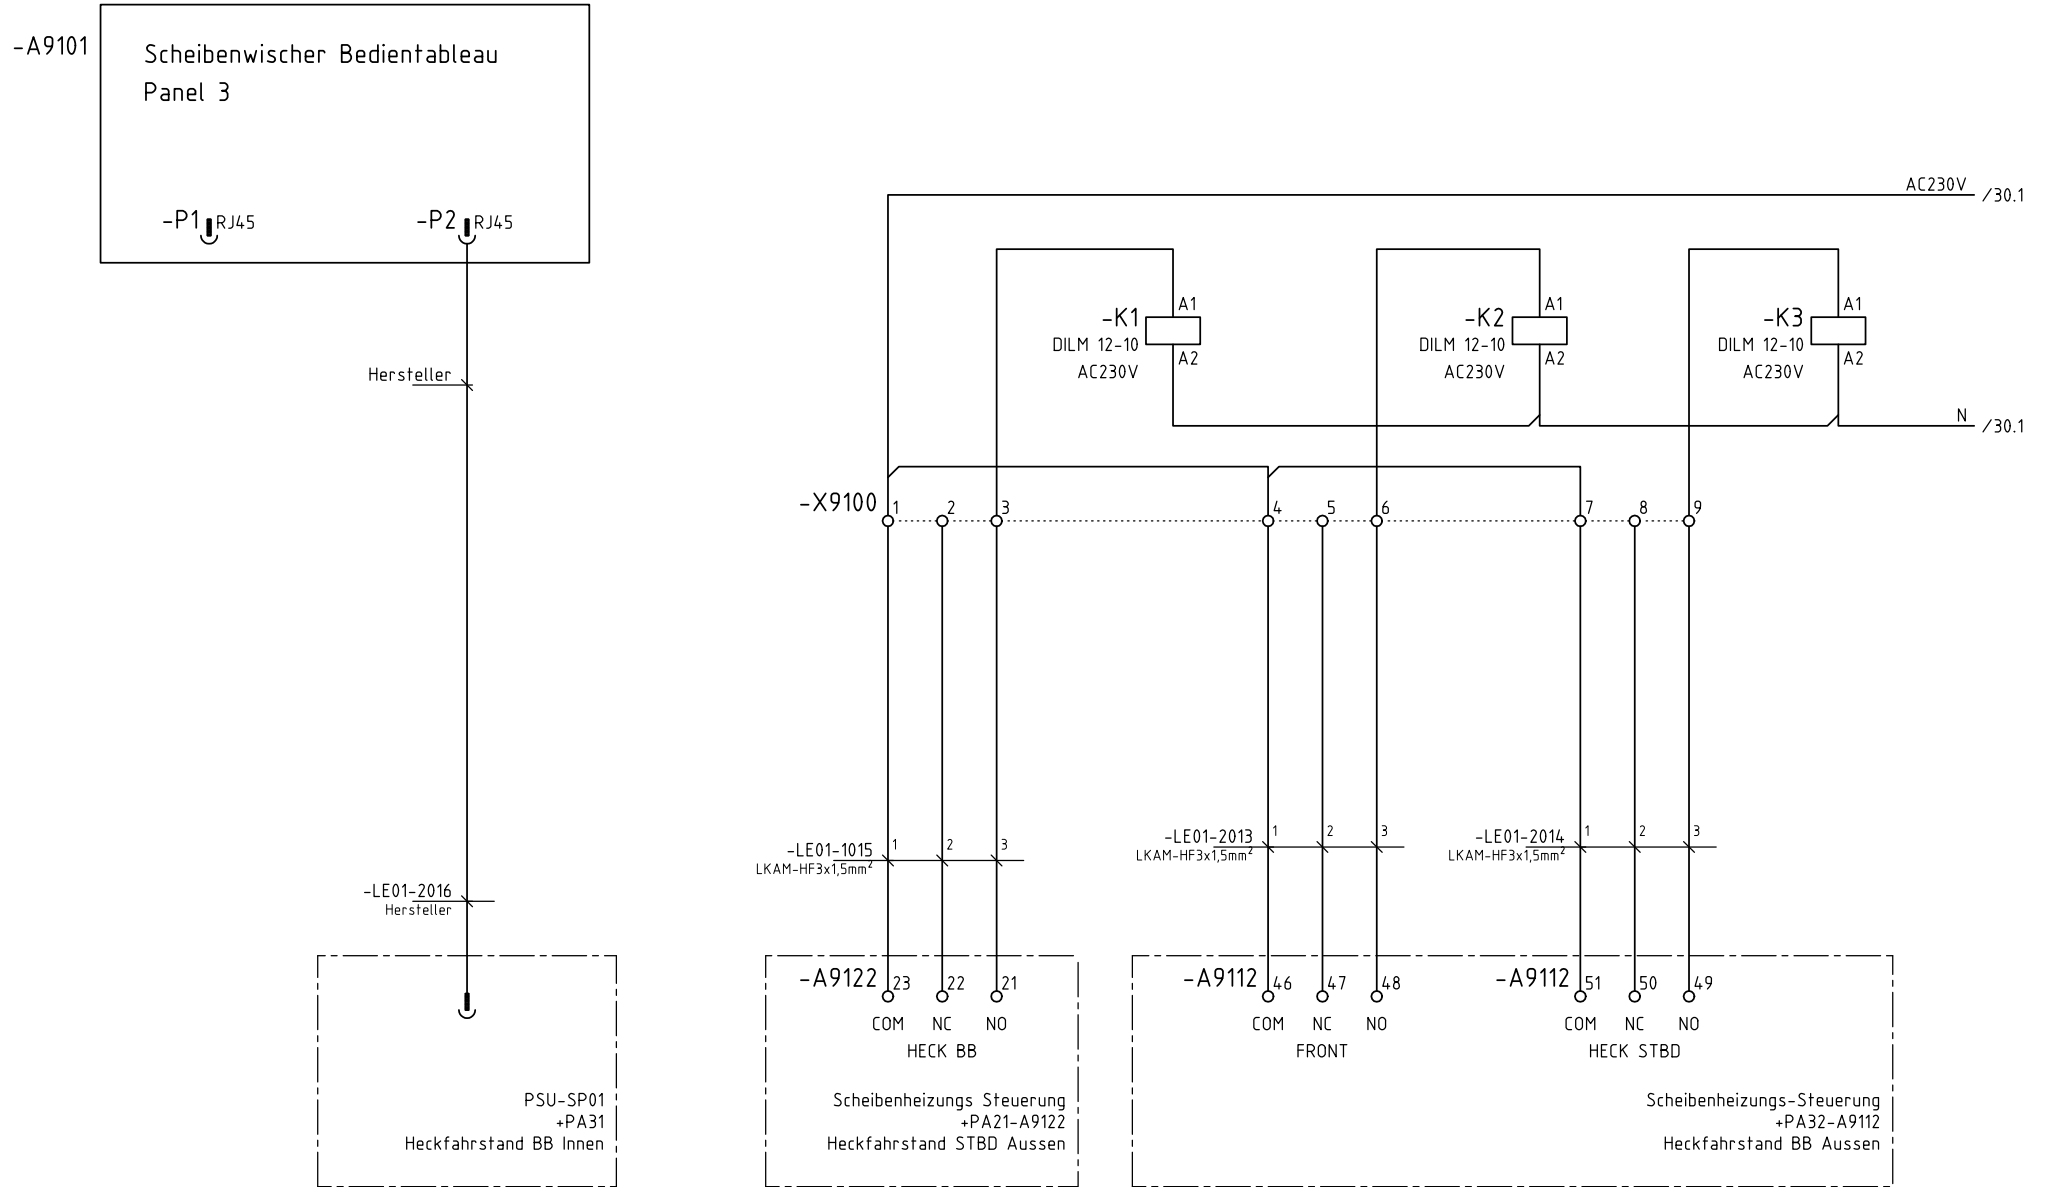 -A9101
Scheibenwischer Bedientableau
Panel 3
-P1 RJ45
-P2 RJ45
AC230V /30.1
-K1
DILM 12-10
AC230V
A1
A2
-K2
DILM 12-10
AC230V
A1
A2
-K3
DILM 12-10
AC230V
A1
A2
Hersteller
N /30.1
-X9100 1 2 3 4 5 6 7 8 9
-LE01-2013 1 2 3
LKAM-HF3x1,5mm²
-LE01-2014 1 2 3
LKAM-HF3x1,5mm²
-LE01-1015 1 2 3
LKAM-HF3x1,5mm²
-LE01-2016
Hersteller
-A9122 23 22 21
COM NC NO
HECK BB
-A9112 46 47 48
COM NC NO
FRONT
-A9112 51 50 49
COM NC NO
HECK STBD
PSU-SP01
+PA31
Heckfahrstand BB Innen
Scheibenheizungs Steuerung
+PA21-A9122
Heckfahrstand STBD Aussen
Scheibenheizungs-Steuerung
+PA32-A9112
Heckfahrstand BB Aussen